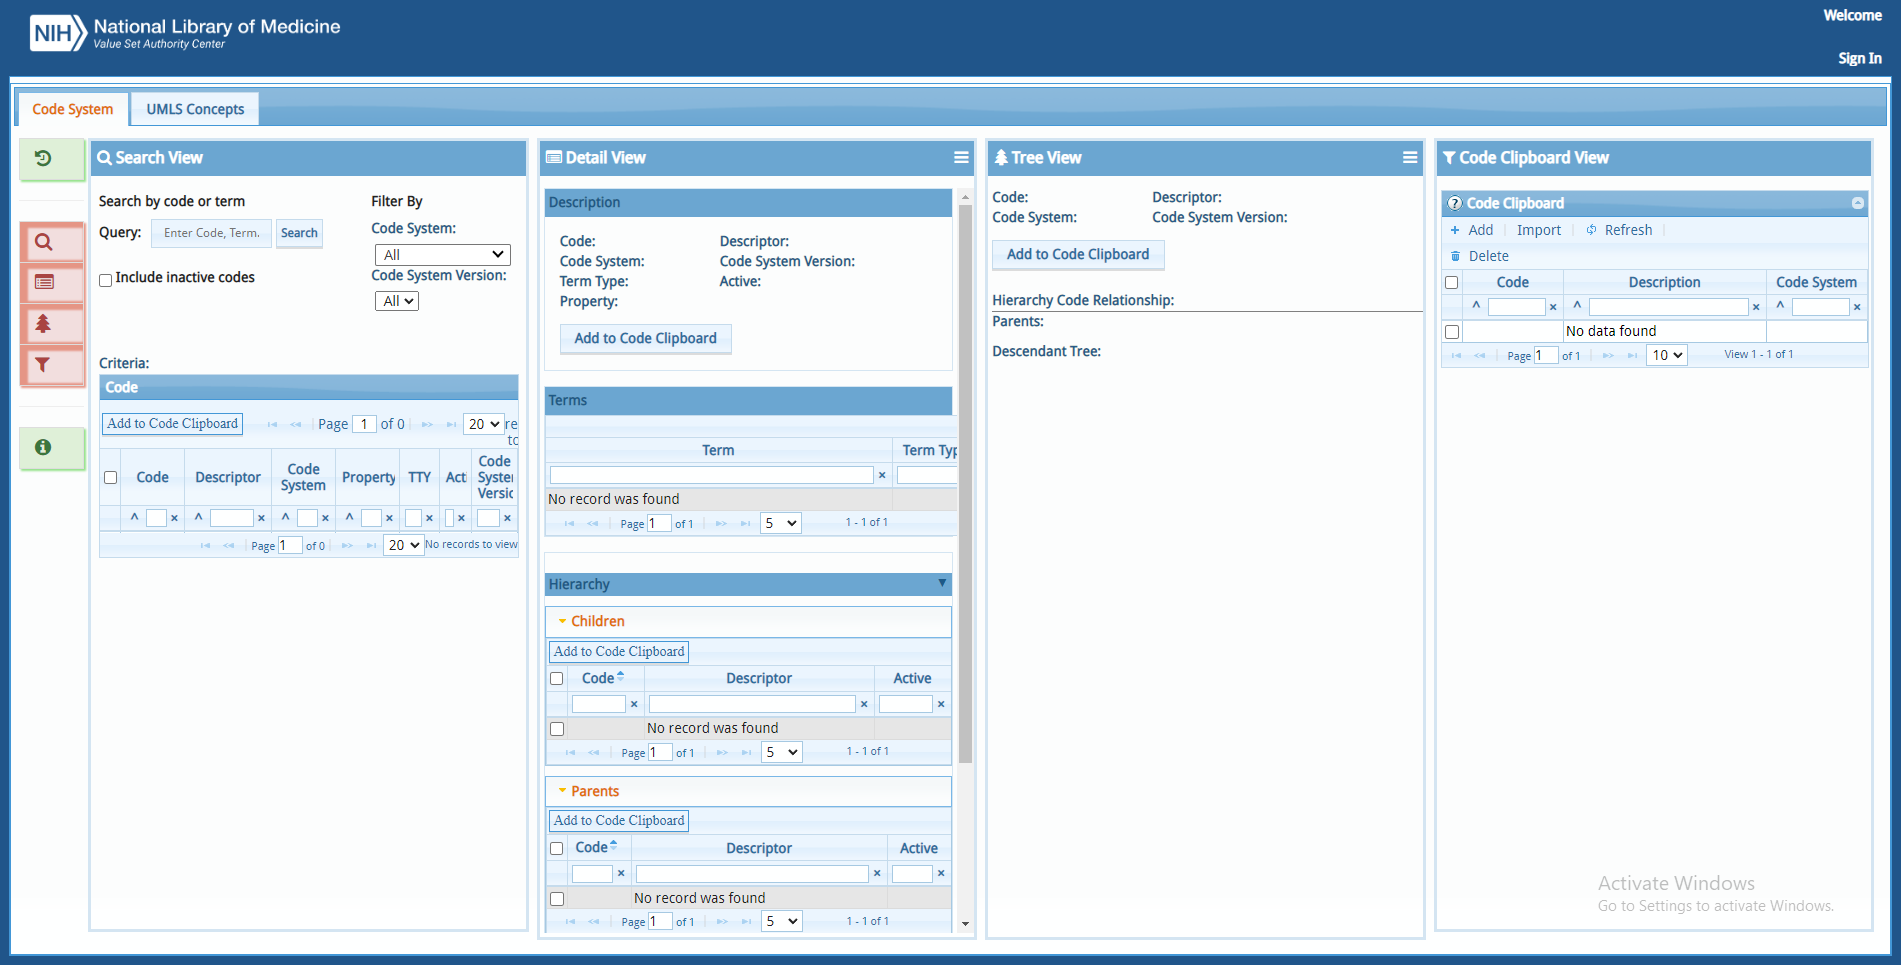 NIH National Library of Medicine
Value Set Authority Center
Welcome
Sign In
Code System
UMLS Concepts
Search View
Search by code or term
Query: Enter Code, Term. Search
Include inactive codes
Filter By
Code System:
All
Code System Version:
All
Criteria:
Code
Add to Code Clipboard Page 1 of 0 20
Code Descriptor Code System Property TTY Code
^ x ^ x ^ x ^ x x x x
Page 1 of 0 20 No records to view
Detail View
Description
Code: Descriptor:
Code System: Code System Version:
Term Type: Active:
Property:
Add to Code Clipboard
Terms
Term Term
x
No record was found
Page 1 of 1 5 1 - 1 of 1
Hierarchy
Children
Add to Code Clipboard
Code Descriptor Active
x x x
No record was found
Page 1 of 1 5 1 - 1 of 1
Parents
Add to Code Clipboard
Code Descriptor Active
x x x
No record was found
Page 1 of 1 5 1 - 1 of 1
Tree View
Code: Descriptor:
Code System: Code System Version:
Add to Code Clipboard
Hierarchy Code Relationship:
Parents:
Descendant Tree:
Code Clipboard View
? Code Clipboard
+ Add Import Refresh
Delete
Code Description Code System
^ x ^ x ^ x
No data found
Page 1 of 1 10 View 1 - 1 of 1
Activate Windows
Go to Settings to activate Windows.